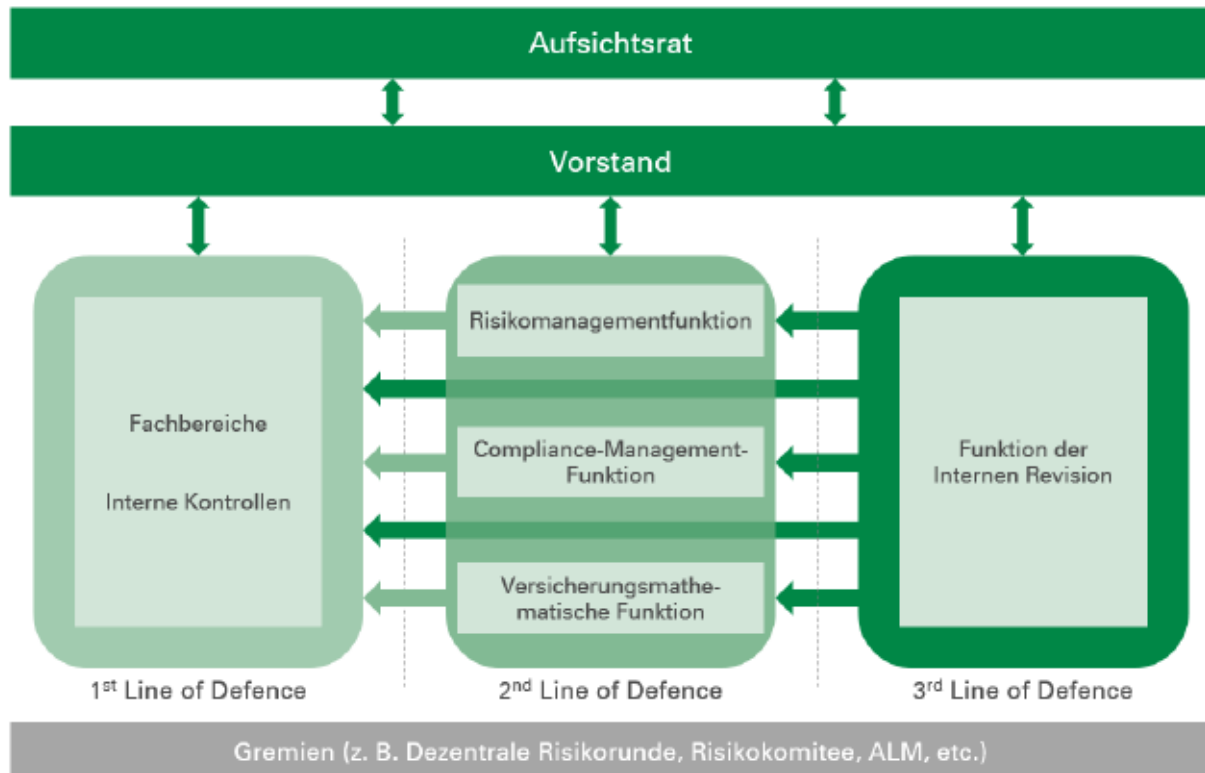 Aufsichtsrat
Vorstand
Fachbereiche
Interne Kontrollen
Risikomanagementfunktion
Compliance-Management-
Funktion
Versicherungsmathe-
matische Funktion
Funktion der
Internen Revision
1st Line of Defence
2nd Line of Defence
3rd Line of Defence
Gremien (z. B. Dezentrale Risikorunde, Risikokomitee, ALM, etc.)